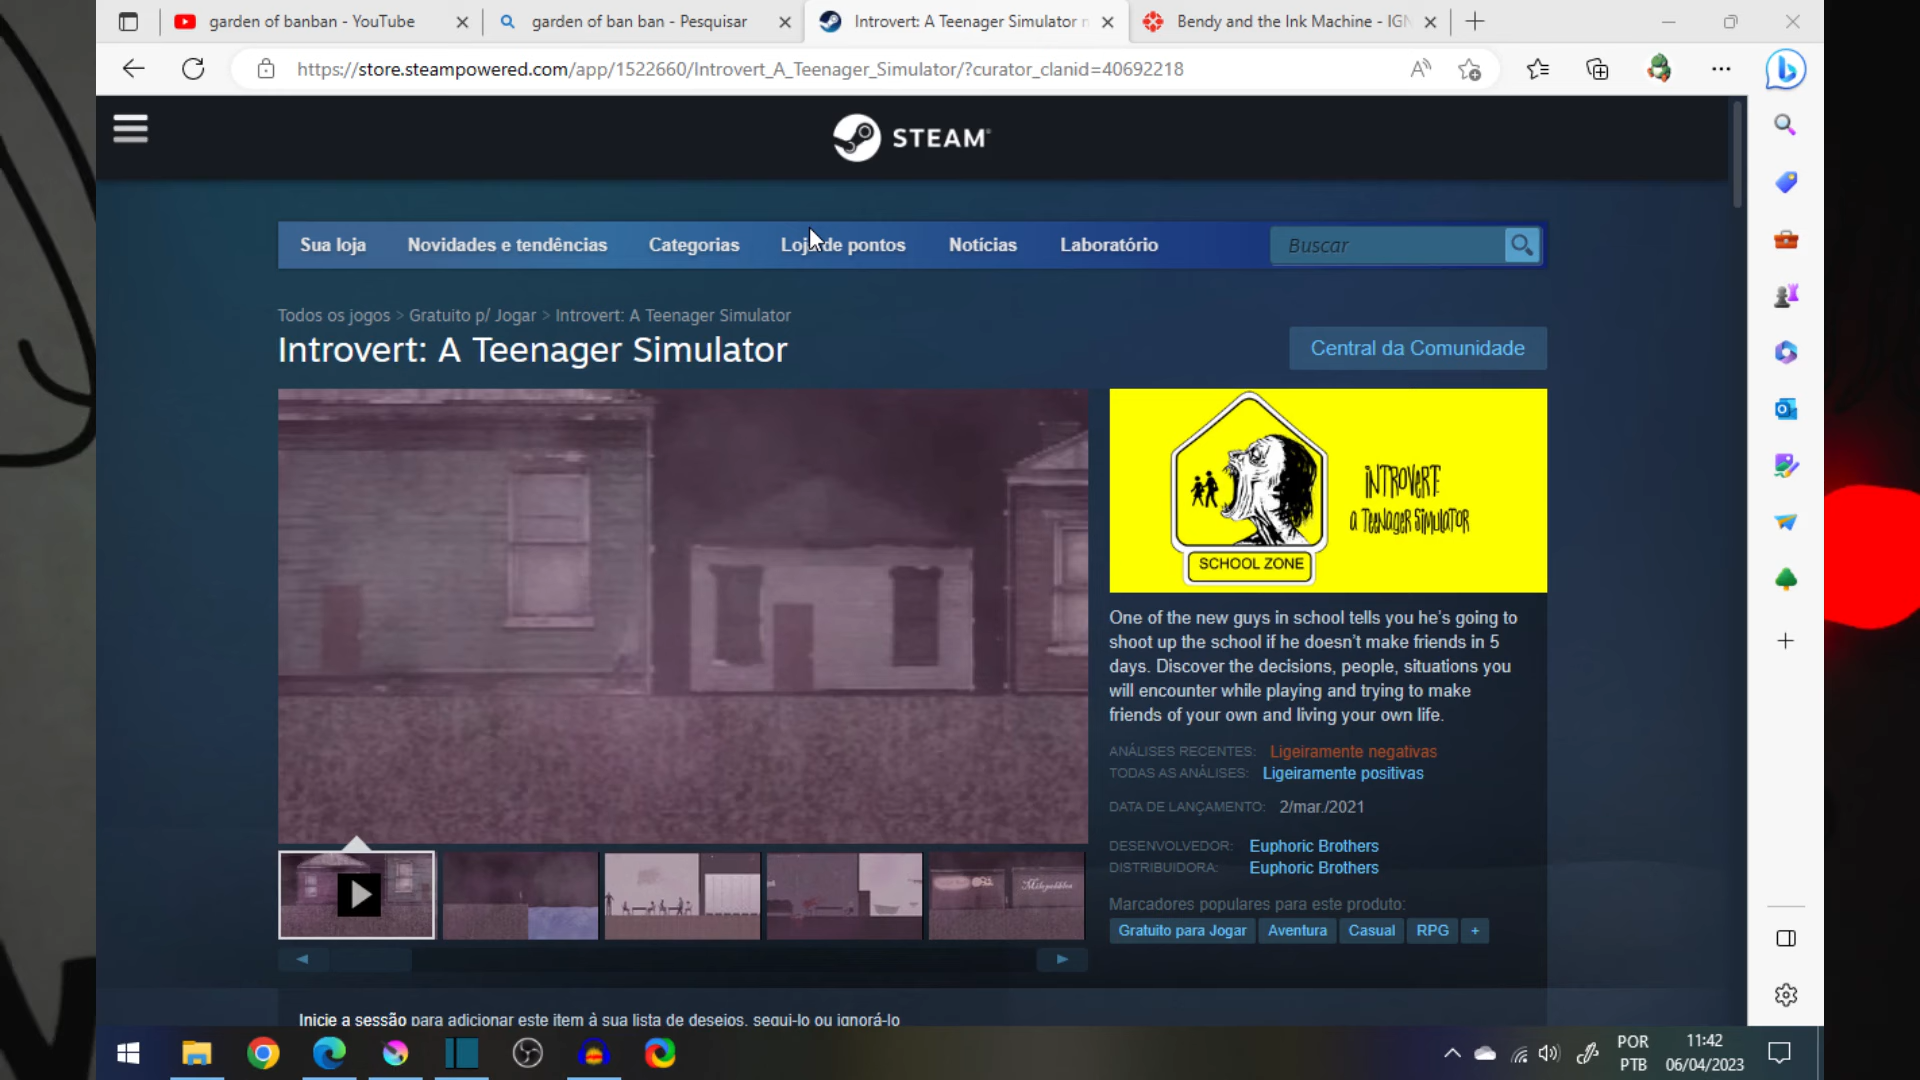 garden of banban - YouTube
garden of ban ban - Pesquisar
Introvert: A Teenager Simulator n
Bendy and the Ink Machine - IGN
https://store.steampowered.com/app/1522660/Introvert_A_Teenager_Simulator/?curator_clanid=40692218
STEAM
Sua loja
Novidades e tendências
Categorias
Loja de pontos
Notícias
Laboratório
Buscar
Todos os jogos > Gratuito p/ Jogar > Introvert: A Teenager Simulator
Introvert: A Teenager Simulator
Central da Comunidade
INTROVERT:
a TEENAGER SIMULATOR
SCHOOL ZONE
One of the new guys in school tells you he's going to
shoot up the school if he doesn't make friends in 5
days. Discover the decisions, people, situations you
will encounter while playing and trying to make
friends of your own and living your own life.
ANÁLISES RECENTES: Ligeiramente negativas
TODAS AS ANÁLISES: Ligeiramente positivas
DATA DE LANÇAMENTO: 2/mar./2021
DESENVOLVEDOR: Euphoric Brothers
DISTRIBUIDORA: Euphoric Brothers
Marcadores populares para este produto:
Gratuito para Jogar
Aventura
Casual
RPG
+
Inicie a sessão para adicionar este item à sua lista de desejos, segui-lo ou ignorá-lo
POR
PTB
11:42
06/04/2023